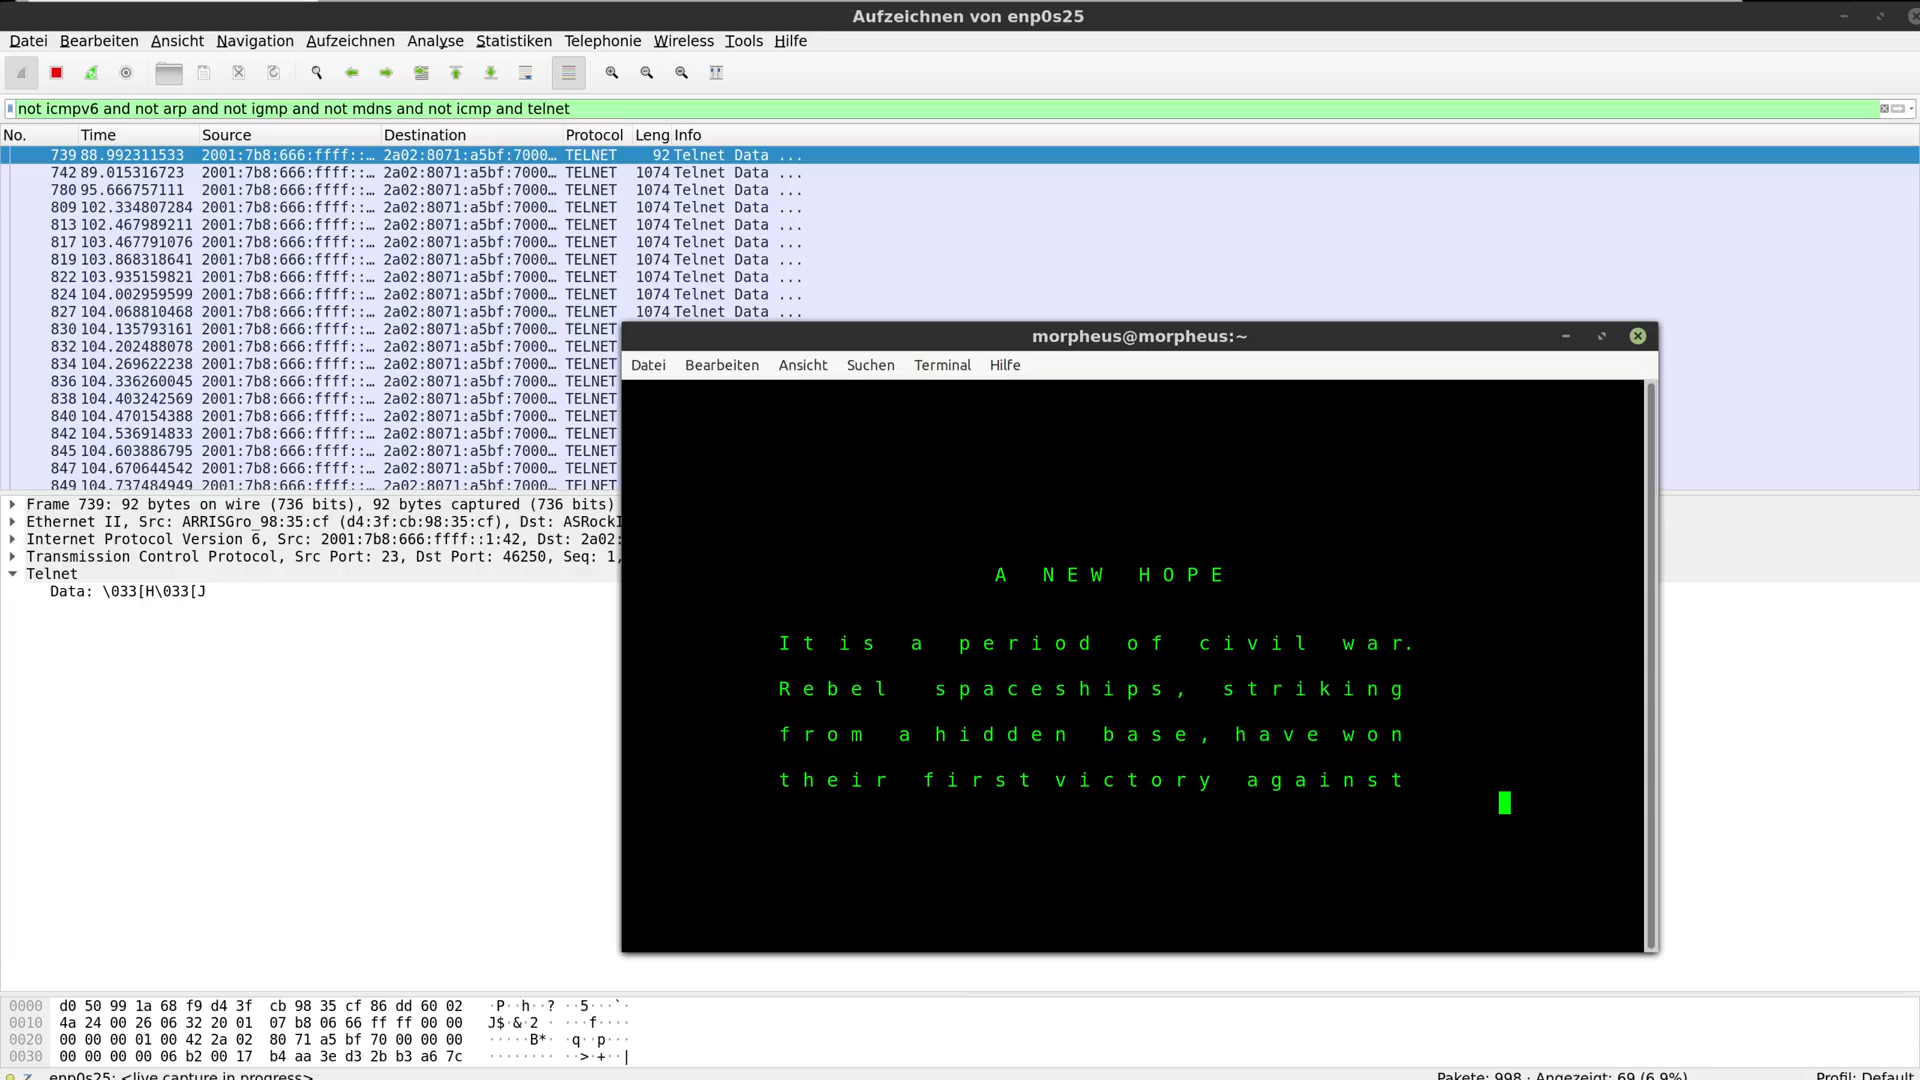 Aufzeichnen von enp0s25
Datei Bearbeiten Ansicht Navigation Aufzeichnen Analyse Statistiken Telephonie Wireless Tools Hilfe
not icmpv6 and not arp and not igmp and not mdns and not icmp and telnet
No. Time Source Destination Protocol Leng Info
739 88.992311533 2001:7b8:666:ffff::… 2a02:8071:a5bf:7000… TELNET 92 Telnet Data ...
742 89.015316723 2001:7b8:666:ffff::… 2a02:8071:a5bf:7000… TELNET 1074 Telnet Data ...
780 95.666757111 2001:7b8:666:ffff::… 2a02:8071:a5bf:7000… TELNET 1074 Telnet Data ...
809 102.334807284 2001:7b8:666:ffff::… 2a02:8071:a5bf:7000… TELNET 1074 Telnet Data ...
813 102.467989211 2001:7b8:666:ffff::… 2a02:8071:a5bf:7000… TELNET 1074 Telnet Data ...
817 103.467791076 2001:7b8:666:ffff::… 2a02:8071:a5bf:7000… TELNET 1074 Telnet Data ...
819 103.868318641 2001:7b8:666:ffff::… 2a02:8071:a5bf:7000… TELNET 1074 Telnet Data ...
822 103.935159821 2001:7b8:666:ffff::… 2a02:8071:a5bf:7000… TELNET 1074 Telnet Data ...
824 104.002959599 2001:7b8:666:ffff::… 2a02:8071:a5bf:7000… TELNET 1074 Telnet Data ...
827 104.068810468 2001:7b8:666:ffff::… 2a02:8071:a5bf:7000… TELNET 1074 Telnet Data ...
830 104.135793161 2001:7b8:666:ffff::… 2a02:8071:a5bf:7000… TELNET
832 104.202488078 2001:7b8:666:ffff::… 2a02:8071:a5bf:7000… TELNET
834 104.269622238 2001:7b8:666:ffff::… 2a02:8071:a5bf:7000… TELNET
836 104.336260045 2001:7b8:666:ffff::… 2a02:8071:a5bf:7000… TELNET
838 104.403242569 2001:7b8:666:ffff::… 2a02:8071:a5bf:7000… TELNET
840 104.470154388 2001:7b8:666:ffff::… 2a02:8071:a5bf:7000… TELNET
842 104.536914833 2001:7b8:666:ffff::… 2a02:8071:a5bf:7000… TELNET
845 104.603886795 2001:7b8:666:ffff::… 2a02:8071:a5bf:7000… TELNET
847 104.670644542 2001:7b8:666:ffff::… 2a02:8071:a5bf:7000… TELNET
849 104.737484949 2001:7b8:666:ffff::… 2a02:8071:a5bf:7000… TELNET
Frame 739: 92 bytes on wire (736 bits), 92 bytes captured (736 bits)
Ethernet II, Src: ARRISGro_98:35:cf (d4:3f:cb:98:35:cf), Dst: ASRockI
Internet Protocol Version 6, Src: 2001:7b8:666:ffff::1:42, Dst: 2a02:
Transmission Control Protocol, Src Port: 23, Dst Port: 46250, Seq: 1,
Telnet
Data: \033[H\033[J
morpheus@morpheus:~
Datei Bearbeiten Ansicht Suchen Terminal Hilfe
A NEW HOPE
It is a period of civil war.
Rebel spaceships, striking
from a hidden base, have won
their first victory against
0000 d0 50 99 1a 68 f9 d4 3f cb 98 35 cf 86 dd 60 02 ·P··h··? ··5···`·
0010 4a 24 00 26 06 32 20 01 07 b8 06 66 ff ff 00 00 J$·&·2 · ···f····
0020 00 00 00 01 00 42 2a 02 80 71 a5 bf 70 00 00 00 ·····B*· ·q··p···
0030 00 00 00 00 06 b2 00 17 b4 aa 3e d3 2b b3 a6 7c ········ ··>·+··|
enp0s25: <live capture in progress> Pakete: 998 · Angezeigt: 69 (6.9%) Profil: Default